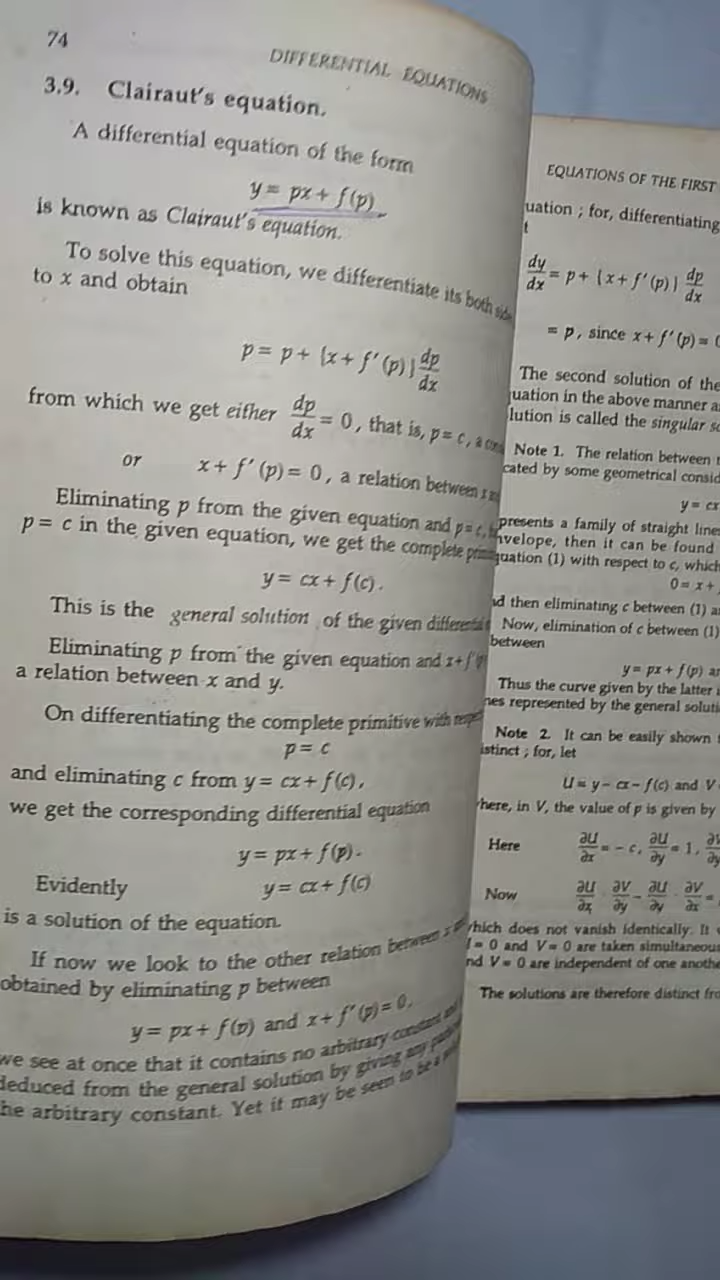 74
DIFFERENTIAL EQUATIONS
3.9. Clairaut's equation.
A differential equation of the form
y = px + f(p)
is known as Clairaut's equation.
To solve this equation, we differentiate its both
to x and obtain
p = p + {x + f'(p)} dp/dx
from which we get either dp/dx = 0, that is, p = c, a
or x + f'(p) = 0, a relation between x
Eliminating p from the given equation and p = c,
p = c in the given equation, we get the complete
y = cx + f(c).
This is the general solution of the given
Eliminating p from the given equation and x +
a relation between x and y.
On differentiating the complete primitive with
p = c
and eliminating c from y = cx + f(c),
we get the corresponding differential equation
y = px + f(p).
Evidently y = cx + f(c)
is a solution of the equation.
If now we look to the other relation between x
obtained by eliminating p between
y = px + f(p) and x + f'(p) = 0,
we see at once that it contains no arbitrary constant
deduced from the general solution by giving any
he arbitrary constant. Yet it may be seen to be a
EQUATIONS OF THE FIRST
uation ; for, differentiating
t
dy/dx = p + {x + f'(p)} dp/dx
= p, since x + f'(p) =
The second solution of the
uation in the above manner
lution is called the singular
Note 1. The relation between
cated by some geometrical
y = cx
presents a family of straight
nvelope, then it can be found
quation (1) with respect to c, which
0 = x +
nd then eliminating c between (1)
Now, elimination of c between (1)
between
y = px + f(p)
Thus the curve given by the latter
nes represented by the general
Note 2. It can be easily shown
istinct ; for, let
U ≡ y − cx − f(c) and V
here, in V, the value of p is given by
Here ∂U/∂x = − c, ∂U/∂y = 1,
Now ∂U/∂x · ∂V/∂y − ∂U/∂y · ∂V/∂x =
hich does not vanish identically. It
= 0 and V = 0 are taken
nd V = 0 are independent of one
The solutions are therefore distinct